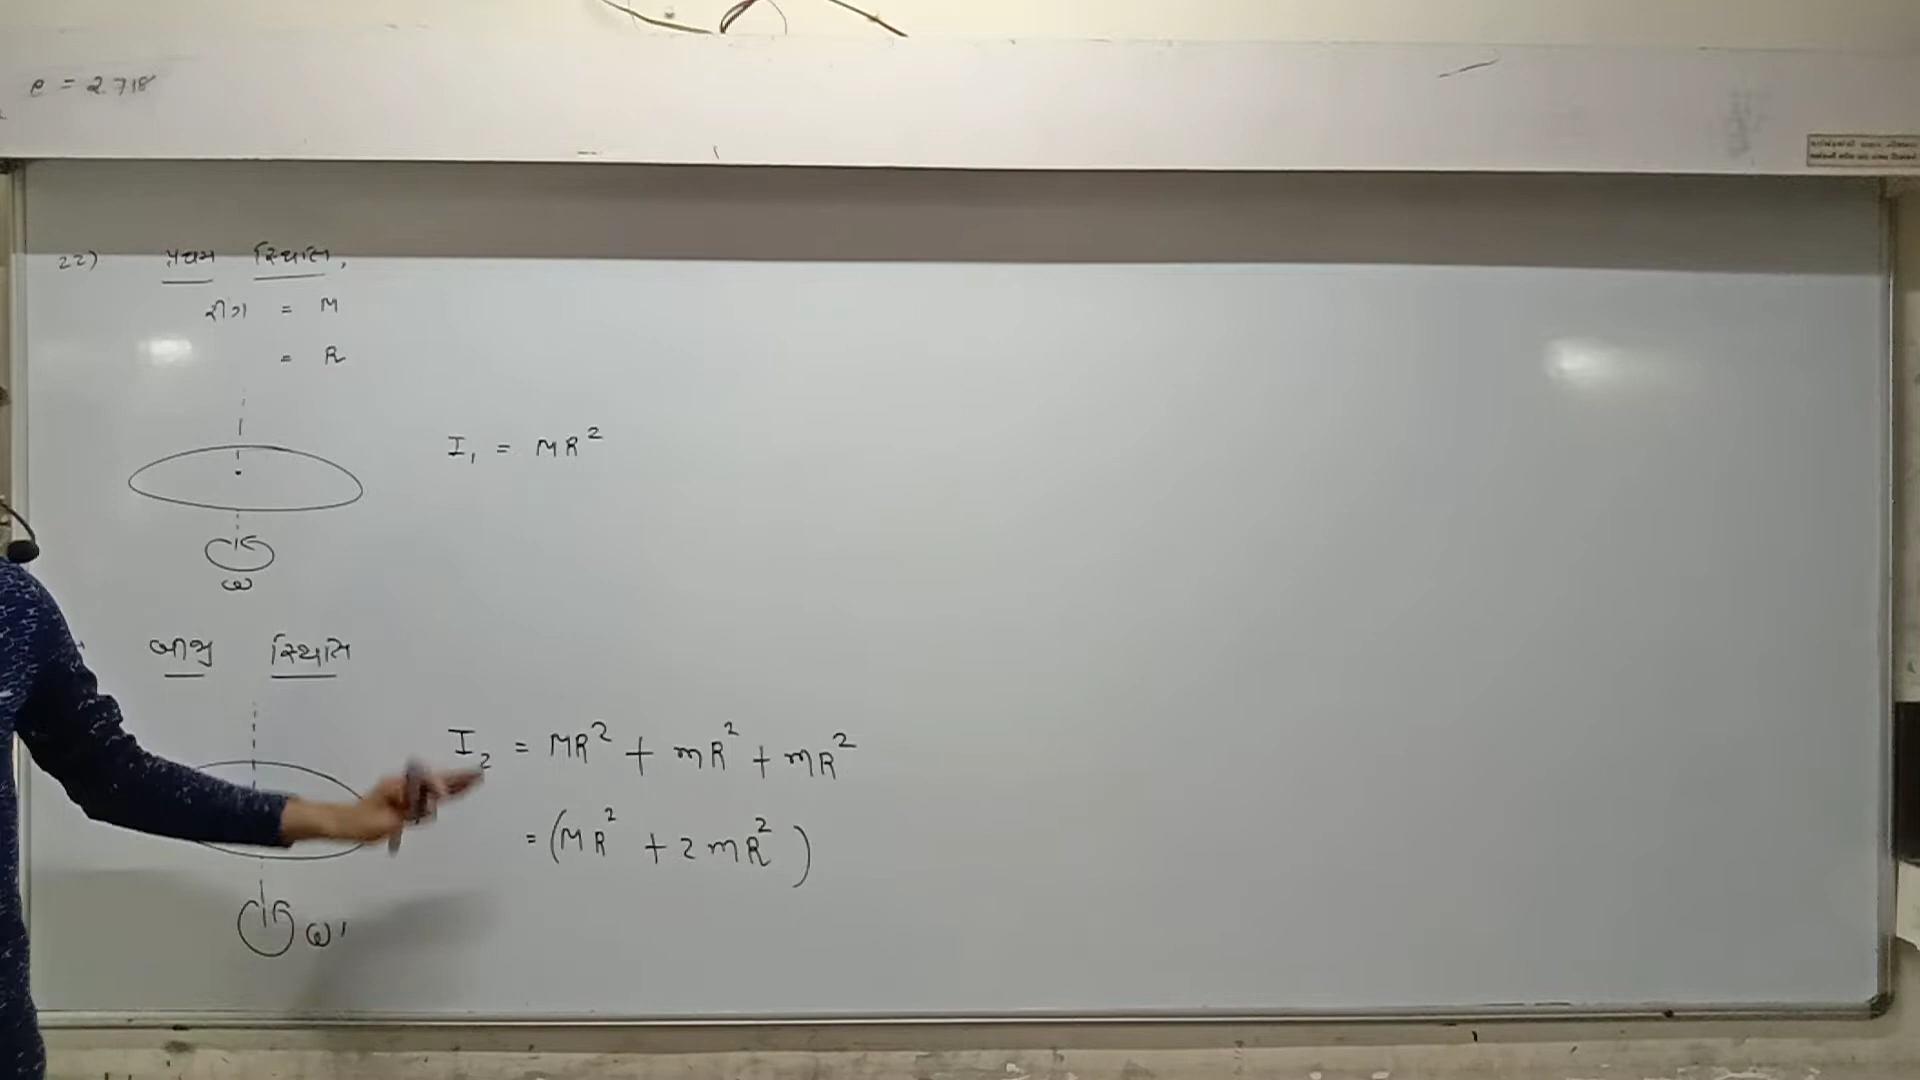 e = 2.718
22) પ્રથમ સ્થિતિ,
રીંગ = M
= R
I₁ = MR²
ω
બીજી સ્થિતિ
I₂ = MR² + mR² + mR²
= (MR² + 2mR²)
ω'